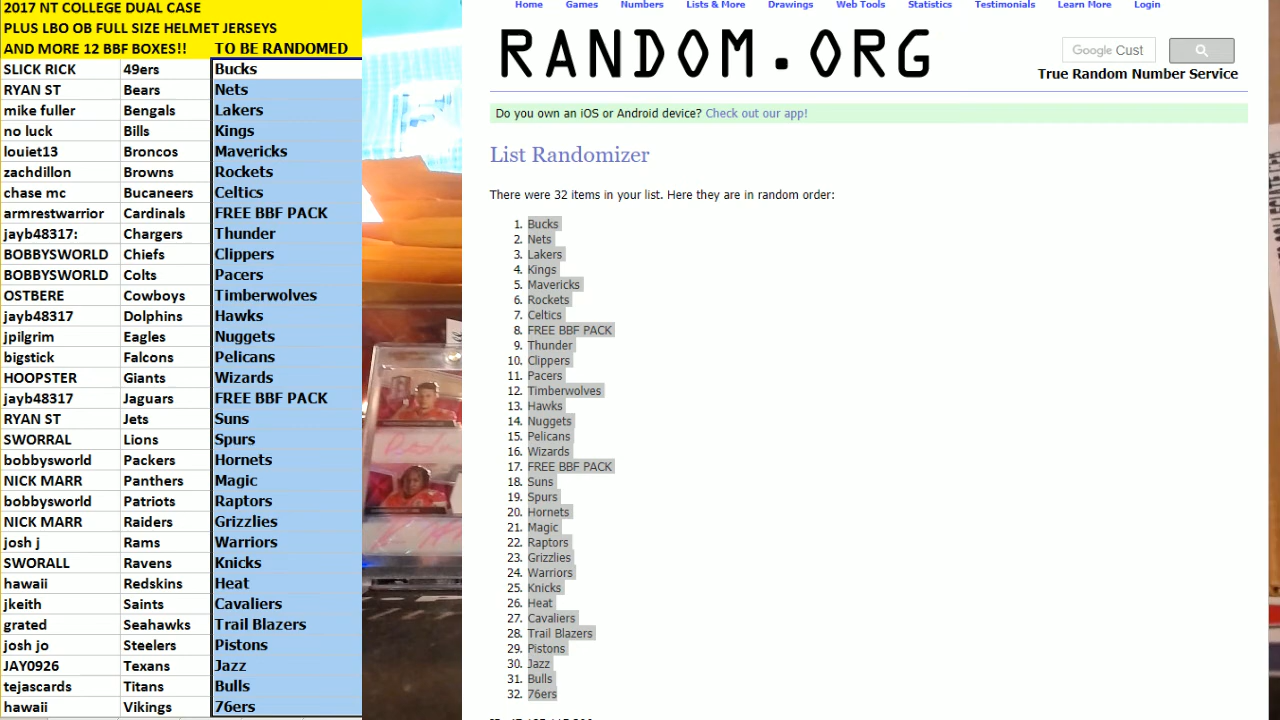 2017 NT COLLEGE DUAL CASE
PLUS LBO OB FULL SIZE HELMET JERSEYS
AND MORE 12 BBF BOXES!! TO BE RANDOMED
SLICK RICK 49ers Bucks
RYAN ST Bears Nets
mike fuller Bengals Lakers
no luck Bills Kings
louiet13 Broncos Mavericks
zachdillon Browns Rockets
chase mc Bucaneers Celtics
armrestwarrior Cardinals FREE BBF PACK
jayb48317: Chargers Thunder
BOBBYSWORLD Chiefs Clippers
BOBBYSWORLD Colts Pacers
OSTBERE Cowboys Timberwolves
jayb48317 Dolphins Hawks
jpilgrim Eagles Nuggets
bigstick Falcons Pelicans
HOOPSTER Giants Wizards
jayb48317 Jaguars FREE BBF PACK
RYAN ST Jets Suns
SWORRAL Lions Spurs
bobbysworld Packers Hornets
NICK MARR Panthers Magic
bobbysworld Patriots Raptors
NICK MARR Raiders Grizzlies
josh j Rams Warriors
SWORALL Ravens Knicks
hawaii Redskins Heat
jkeith Saints Cavaliers
grated Seahawks Trail Blazers
josh jo Steelers Pistons
JAY0926 Texans Jazz
tejascards Titans Bulls
hawaii Vikings 76ers
Home Games Numbers Lists & More Drawings Web Tools Statistics Testimonials Learn More Login
RANDOM.ORG
Google Cust
True Random Number Service
Do you own an iOS or Android device? Check out our app!
List Randomizer
There were 32 items in your list. Here they are in random order:
1. Bucks
2. Nets
3. Lakers
4. Kings
5. Mavericks
6. Rockets
7. Celtics
8. FREE BBF PACK
9. Thunder
10. Clippers
11. Pacers
12. Timberwolves
13. Hawks
14. Nuggets
15. Pelicans
16. Wizards
17. FREE BBF PACK
18. Suns
19. Spurs
20. Hornets
21. Magic
22. Raptors
23. Grizzlies
24. Warriors
25. Knicks
26. Heat
27. Cavaliers
28. Trail Blazers
29. Pistons
30. Jazz
31. Bulls
32. 76ers